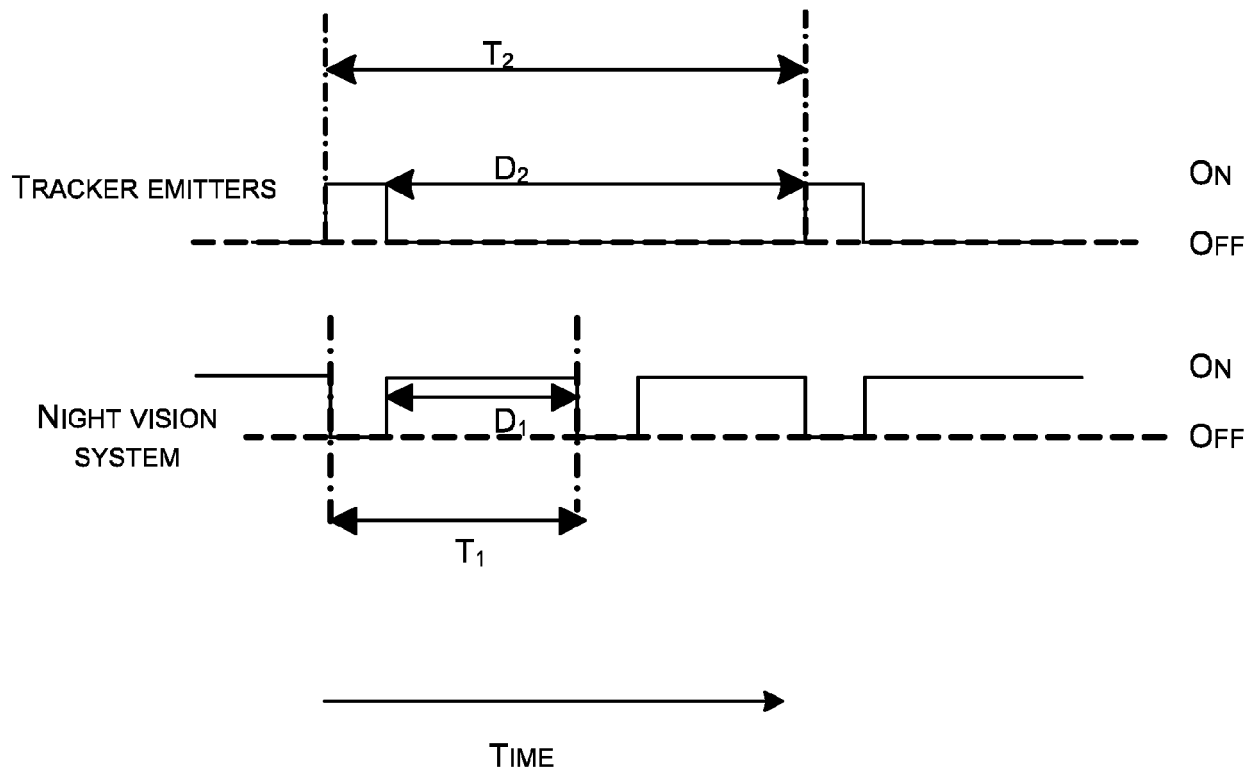 T2
TRACKER EMITTERS
D2
ON
OFF
ON
NIGHT VISION
SYSTEM
D1
OFF
T1
TIME